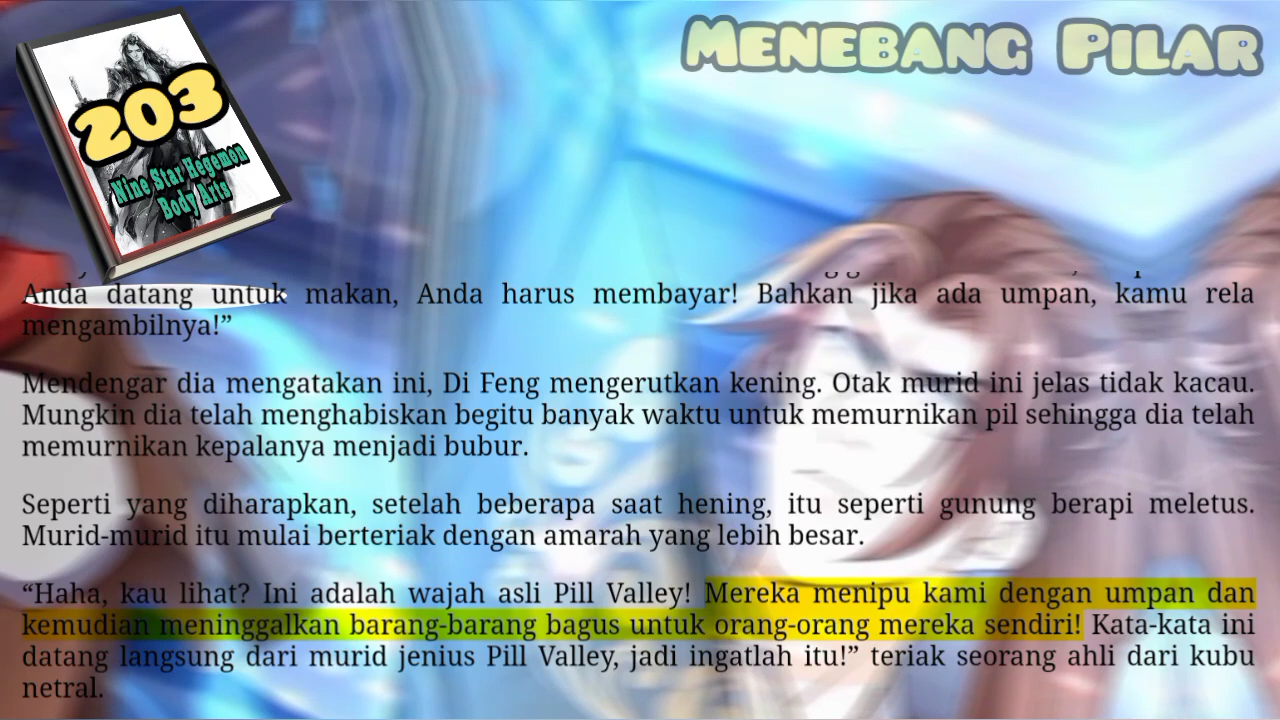 Menebang Pilar
203
Nine Star Hegemon
Body Arts
Anda datang untuk makan, Anda harus membayar! Bahkan jika ada umpan, kamu rela
mengambilnya!”
Mendengar dia mengatakan ini, Di Feng mengerutkan kening. Otak murid ini jelas tidak kacau.
Mungkin dia telah menghabiskan begitu banyak waktu untuk memurnikan pil sehingga dia telah
memurnikan kepalanya menjadi bubur.
Seperti yang diharapkan, setelah beberapa saat hening, itu seperti gunung berapi meletus.
Murid-murid itu mulai berteriak dengan amarah yang lebih besar.
“Haha, kau lihat? Ini adalah wajah asli Pill Valley! Mereka menipu kami dengan umpan dan
kemudian meninggalkan barang-barang bagus untuk orang-orang mereka sendiri! Kata-kata ini
datang langsung dari murid jenius Pill Valley, jadi ingatlah itu!” teriak seorang ahli dari kubu
netral.